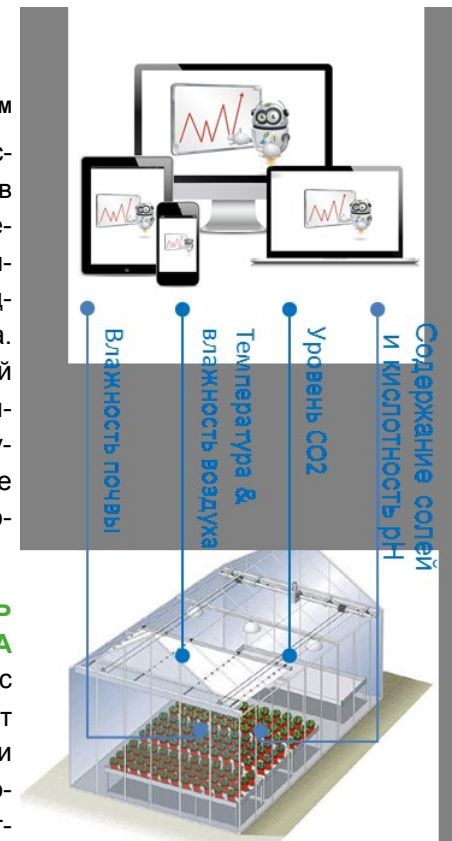 м
с-
в
е-
д-
а.
й
у-
е
о-
Ь
А
с
т
и
о-
т-
Влажность почвы
Температура &
влажность воздуха
Уровень CO2
Содержание солей
и кислотность pH